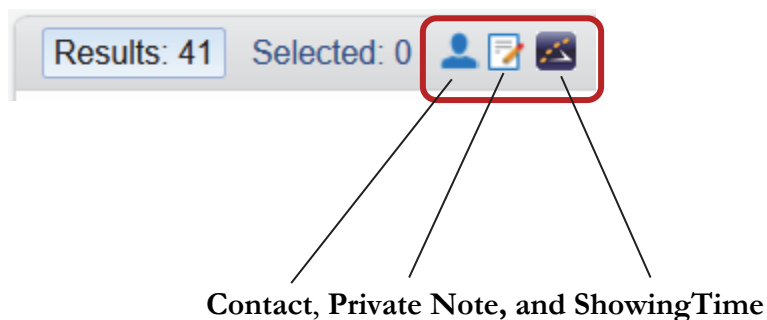 Results: 41 Selected: 0
Contact, Private Note, and ShowingTime